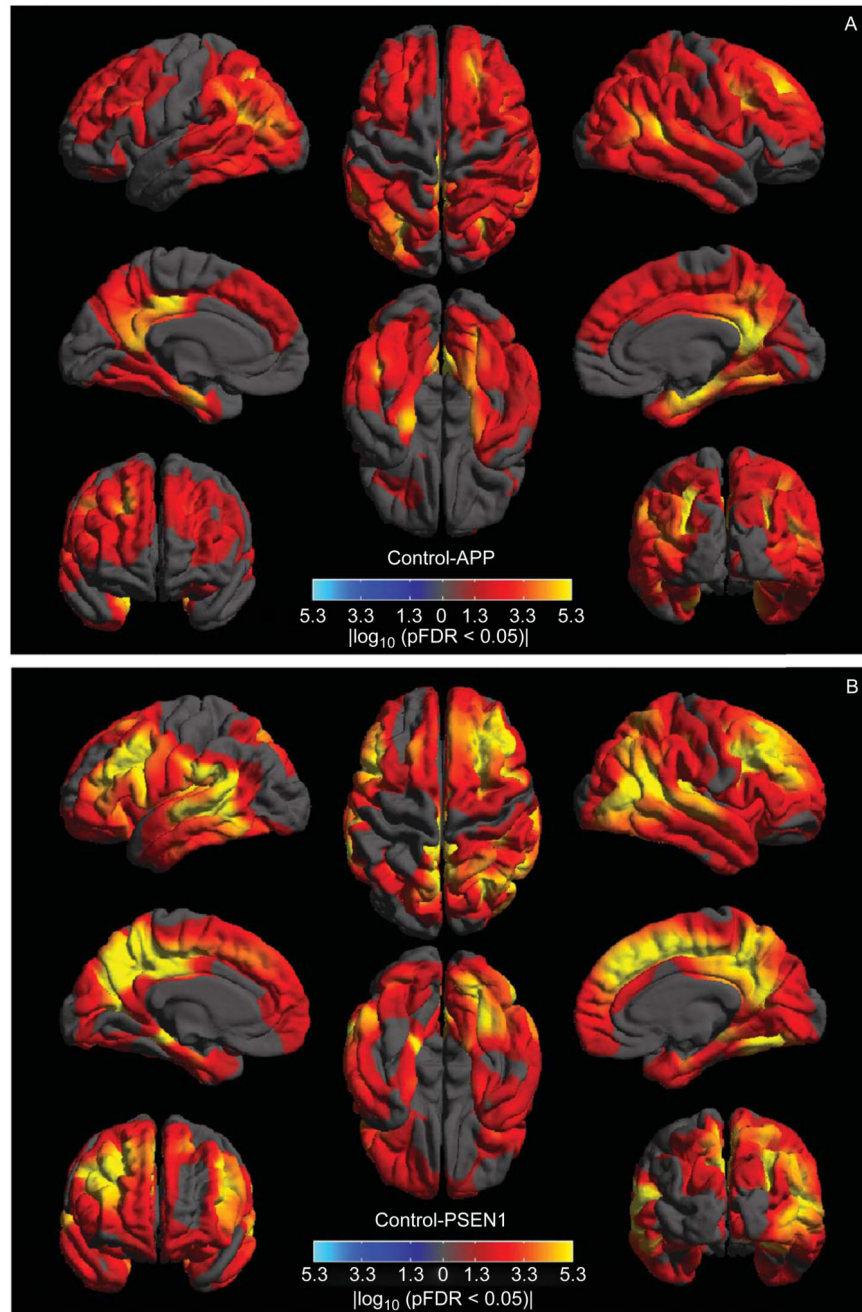 A
Control-APP
5.3 3.3 1.3 0 1.3 3.3 5.3
|log₁₀ (pFDR < 0.05)|
B
Control-PSEN1
5.3 3.3 1.3 0 1.3 3.3 5.3
|log₁₀ (pFDR < 0.05)|